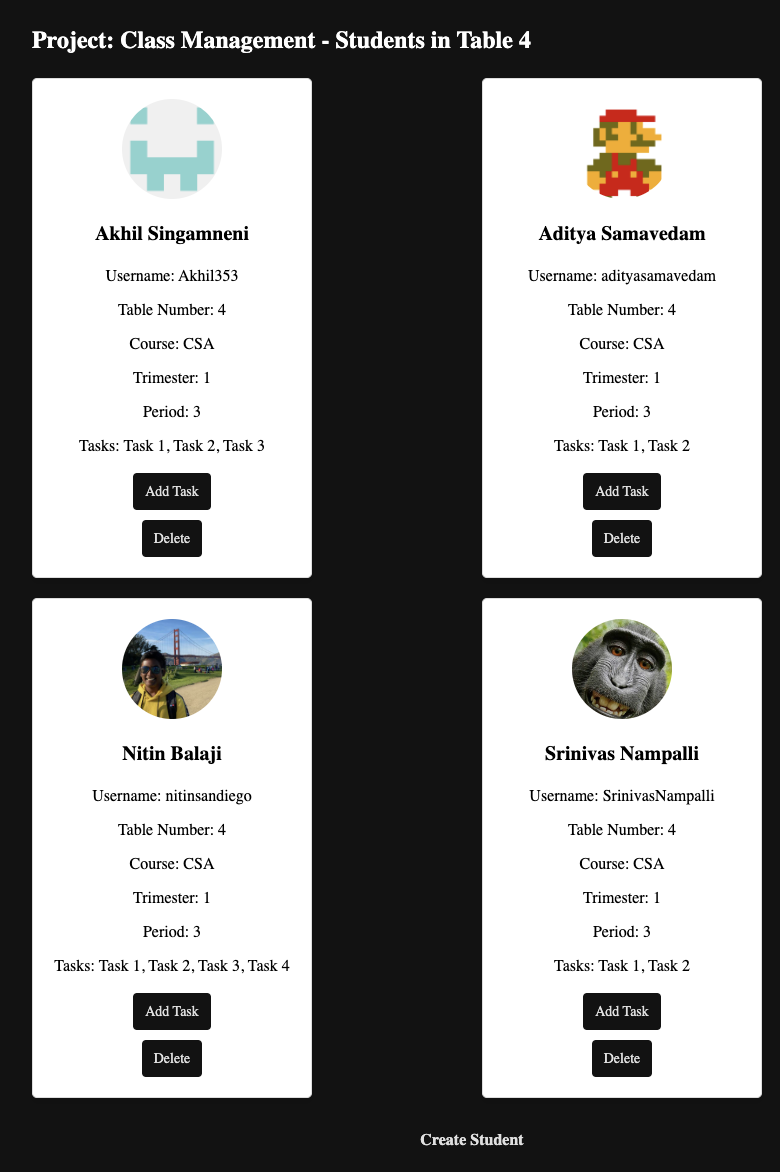 Project: Class Management - Students in Table 4
Akhil Singamneni
Username: Akhil353
Table Number: 4
Course: CSA
Trimester: 1
Period: 3
Tasks: Task 1, Task 2, Task 3
Add Task
Delete
Aditya Samavedam
Username: adityasamavedam
Table Number: 4
Course: CSA
Trimester: 1
Period: 3
Tasks: Task 1, Task 2
Add Task
Delete
Nitin Balaji
Username: nitinsandiego
Table Number: 4
Course: CSA
Trimester: 1
Period: 3
Tasks: Task 1, Task 2, Task 3, Task 4
Add Task
Delete
Srinivas Nampalli
Username: SrinivasNampalli
Table Number: 4
Course: CSA
Trimester: 1
Period: 3
Tasks: Task 1, Task 2
Add Task
Delete
Create Student